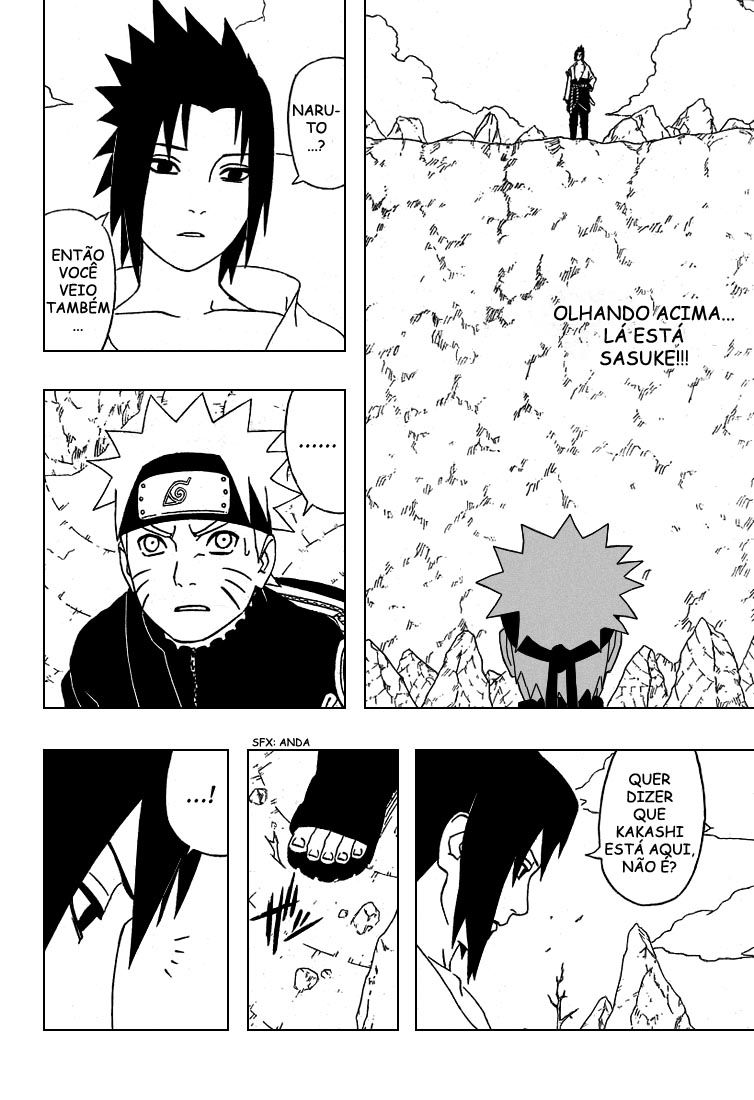 OLHANDO ACIMA...
LÁ ESTÁ
SASUKE!!!
NARU-
TO
...?
ENTÃO
VOCÊ
VEIO
TAMBÉM
...
......
QUER
DIZER
QUE
KAKASHI
ESTÁ AQUI,
NÃO É?
SFX: ANDA
...!